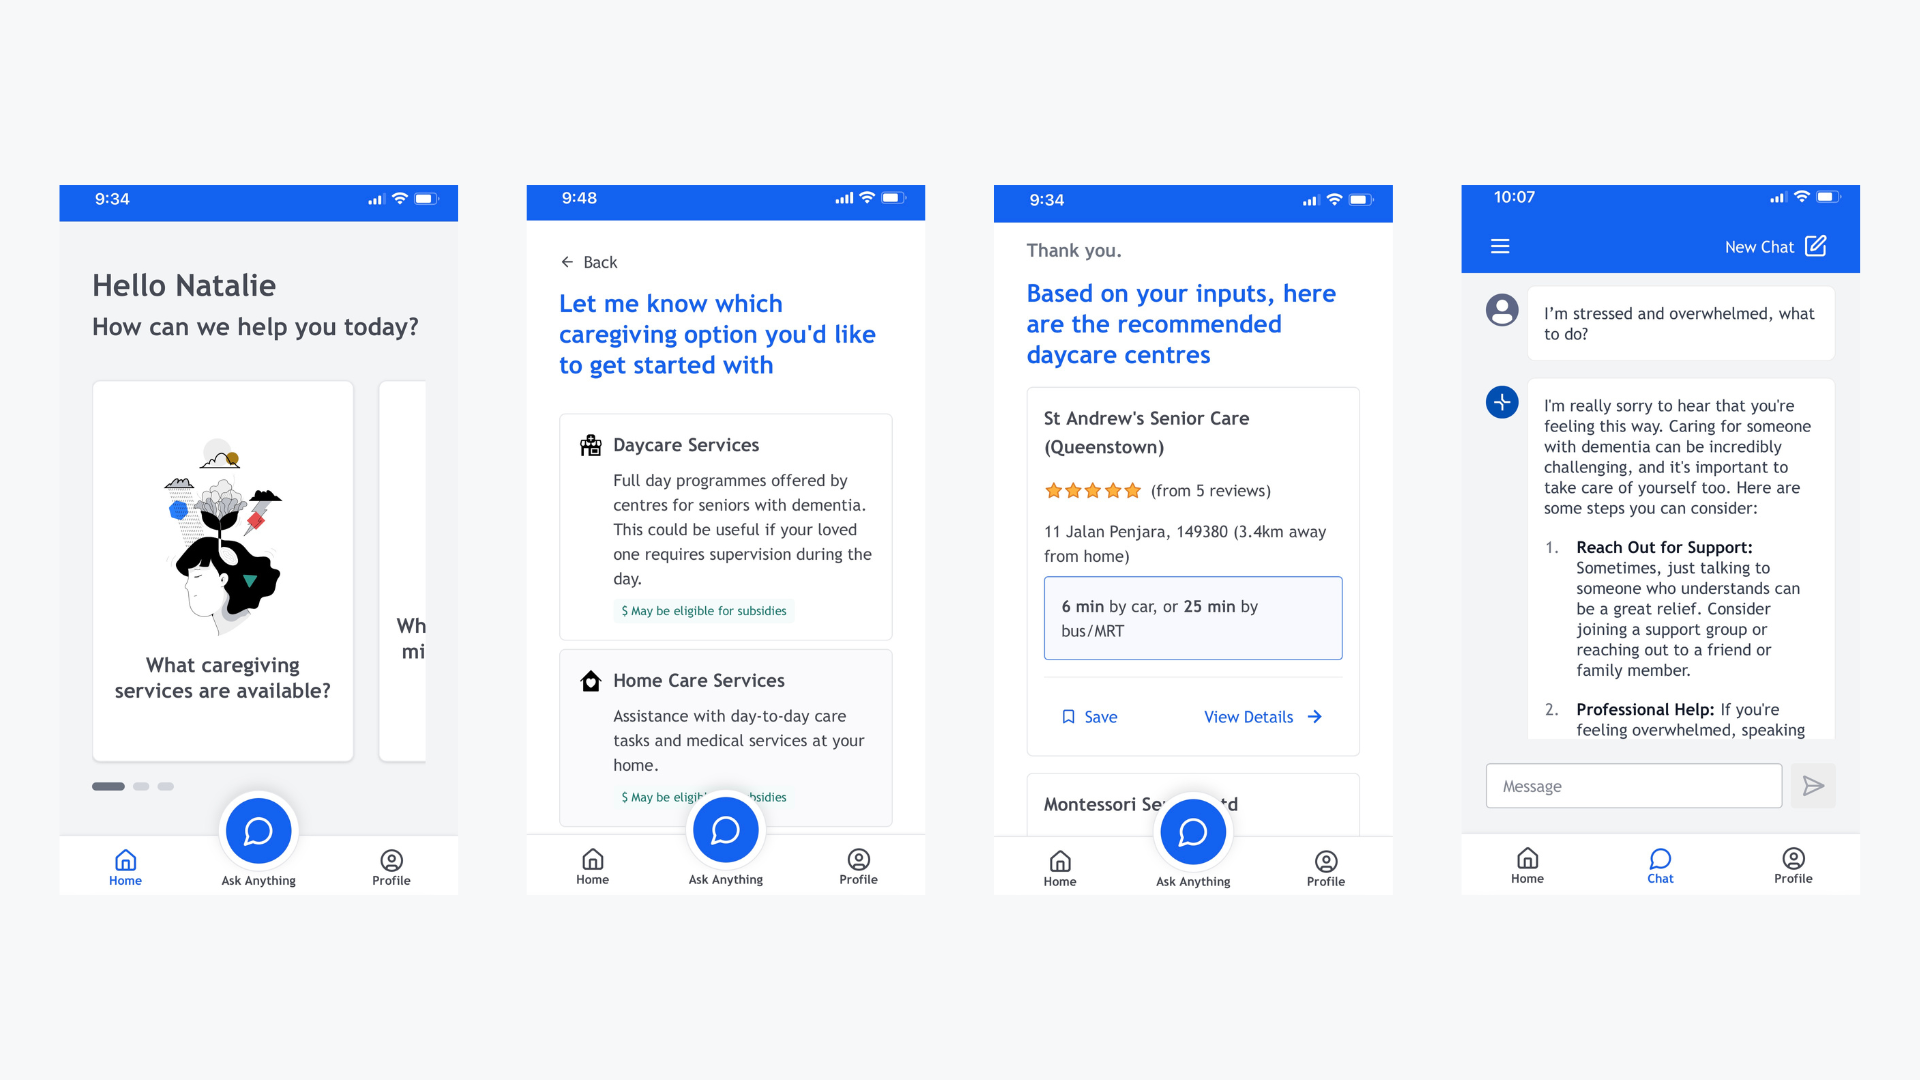 9:34
Hello Natalie
How can we help you today?
What caregiving
services are available?
Wh
mi
Home
Ask Anything
Profile
9:48
Back
Let me know which
caregiving option you'd like
to get started with
Daycare Services
Full day programmes offered by
centres for seniors with dementia.
This could be useful if your loved
one requires supervision during the
day.
$ May be eligible for subsidies
Home Care Services
Assistance with day-to-day care
tasks and medical services at your
home.
$ May be eligib bsidies
Home
Ask Anything
Profile
9:34
Thank you.
Based on your inputs, here
are the recommended
daycare centres
St Andrew's Senior Care
(Queenstown)
(from 5 reviews)
11 Jalan Penjara, 149380 (3.4km away
from home)
6 min by car, or 25 min by
bus/MRT
Save
View Details
Montessori Se td
Home
Ask Anything
Profile
10:07
New Chat
I'm stressed and overwhelmed, what
to do?
I'm really sorry to hear that you're
feeling this way. Caring for someone
with dementia can be incredibly
challenging, and it's important to
take care of yourself too. Here are
some steps you can consider:
1. Reach Out for Support:
Sometimes, just talking to
someone who understands can
be a great relief. Consider
joining a support group or
reaching out to a friend or
family member.
2. Professional Help: If you're
feeling overwhelmed, speaking
Message
Home
Chat
Profile